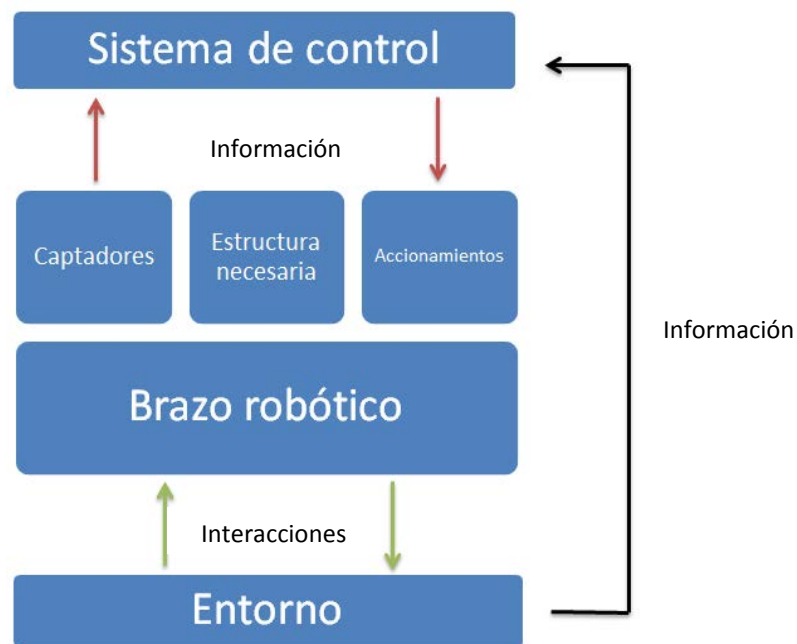 Sistema de control
Información
Captadores
Estructura
necesaria
Accionamientos
Información
Brazo robótico
Interacciones
Entorno